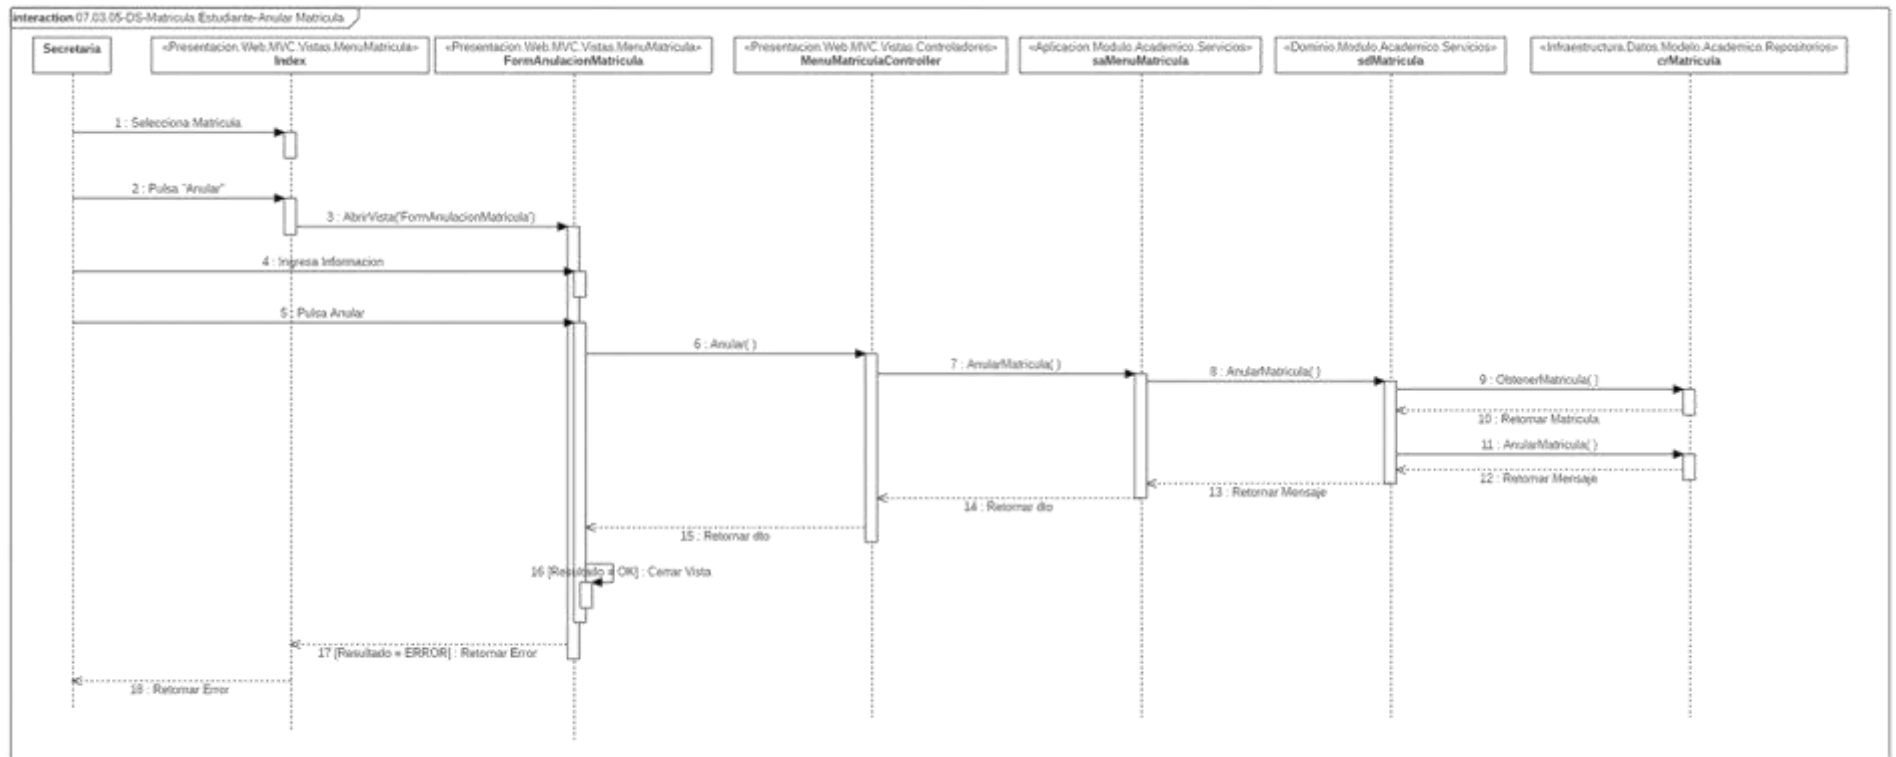 interaction 07.03.05-DS-Matricula.Estudiante-Anular Matricula
Secretaria
«Presentacion.Web.MVC.Vistas.MenuMatricula»
Index
«Presentacion.Web.MVC.Vistas.MenuMatricula»
FormAnulacionMatricula
«Presentacion.Web.MVC.Vistas.Controladores»
MenuMatriculaController
«Aplicacion.Modulo.Academico.Servicios»
saMenuMatricula
«Dominio.Modulo.Academico.Servicios»
sdMatricula
«Infraestructura.Datos.Modelo.Academico.Repositorios»
crMatricula
1 : Selecciona Matricula
2 : Pulsa "Anular"
3 : AbrirVista('FormAnulacionMatricula')
4 : Ingresa Informacion
5 : Pulsa Anular
6 : Anular( )
7 : AnularMatricula( )
8 : AnularMatricula( )
9 : ObtenerMatricula( )
10 : Retornar Matricula
11 : AnularMatricula( )
12 : Retornar Mensaje
13 : Retornar Mensaje
14 : Retornar dto
15 : Retornar dto
16 [Resultado = OK] : Cerrar Vista
17 [Resultado = ERROR] : Retornar Error
18 : Retornar Error